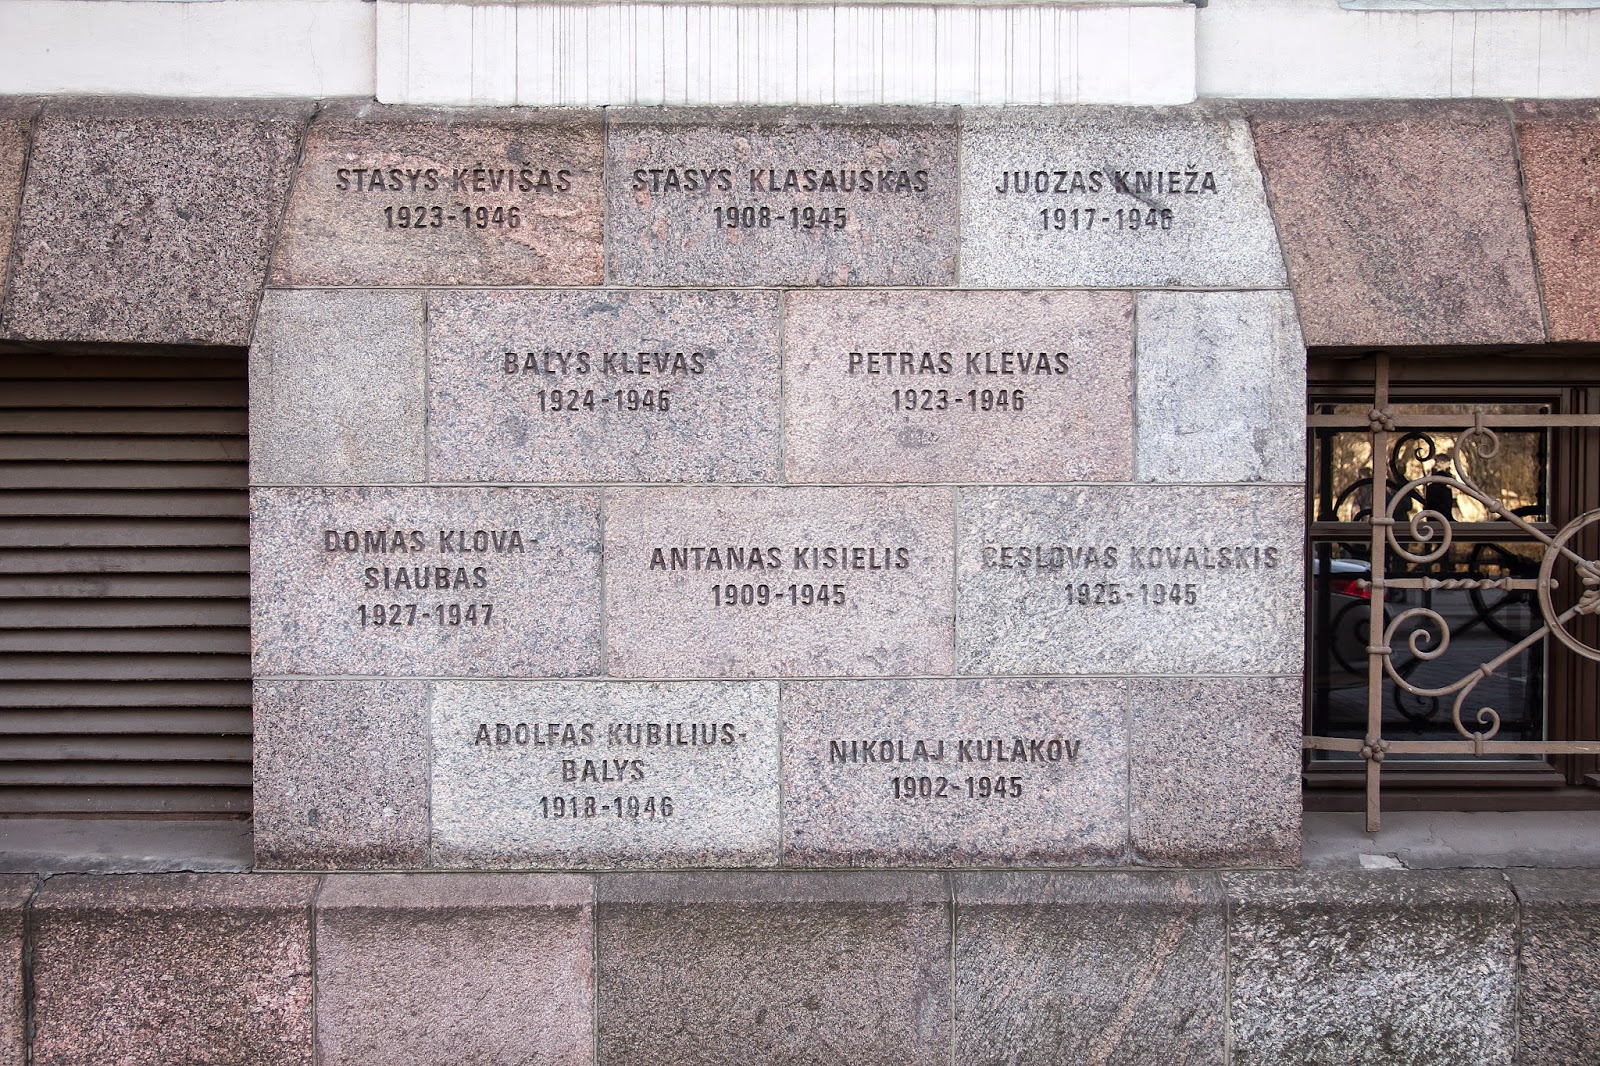 STASYS KĖVIŠAS
1923-1946
STASYS KLASAUSKAS
1908-1945
JUOZAS KNIEŽA
1917-1946
BALYS KLEVAS
1924-1946
PETRAS KLEVAS
1923-1946
DOMAS KLOVA-
SIAUBAS
1927-1947
ANTANAS KISIELIS
1909-1945
ČESLOVAS KOVALSKIS
1925-1945
ADOLFAS KUBILIUS-
BALYS
1918-1946
NIKOLAJ KULAKOV
1902-1945